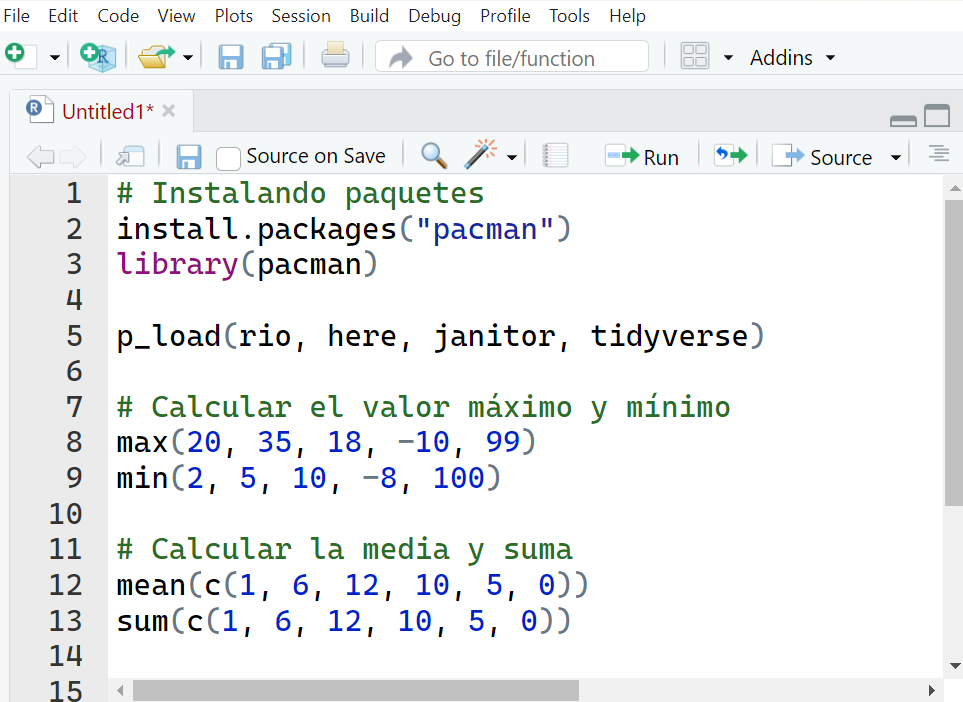 File Edit Code View Plots Session Build Debug Profile Tools Help
Go to file/function Addins
Untitled1*
Source on Save Run Source
1 # Instalando paquetes
2 install.packages("pacman")
3 library(pacman)
4
5 p_load(rio, here, janitor, tidyverse)
6
7 # Calcular el valor máximo y mínimo
8 max(20, 35, 18, -10, 99)
9 min(2, 5, 10, -8, 100)
10
11 # Calcular la media y suma
12 mean(c(1, 6, 12, 10, 5, 0))
13 sum(c(1, 6, 12, 10, 5, 0))
14
15